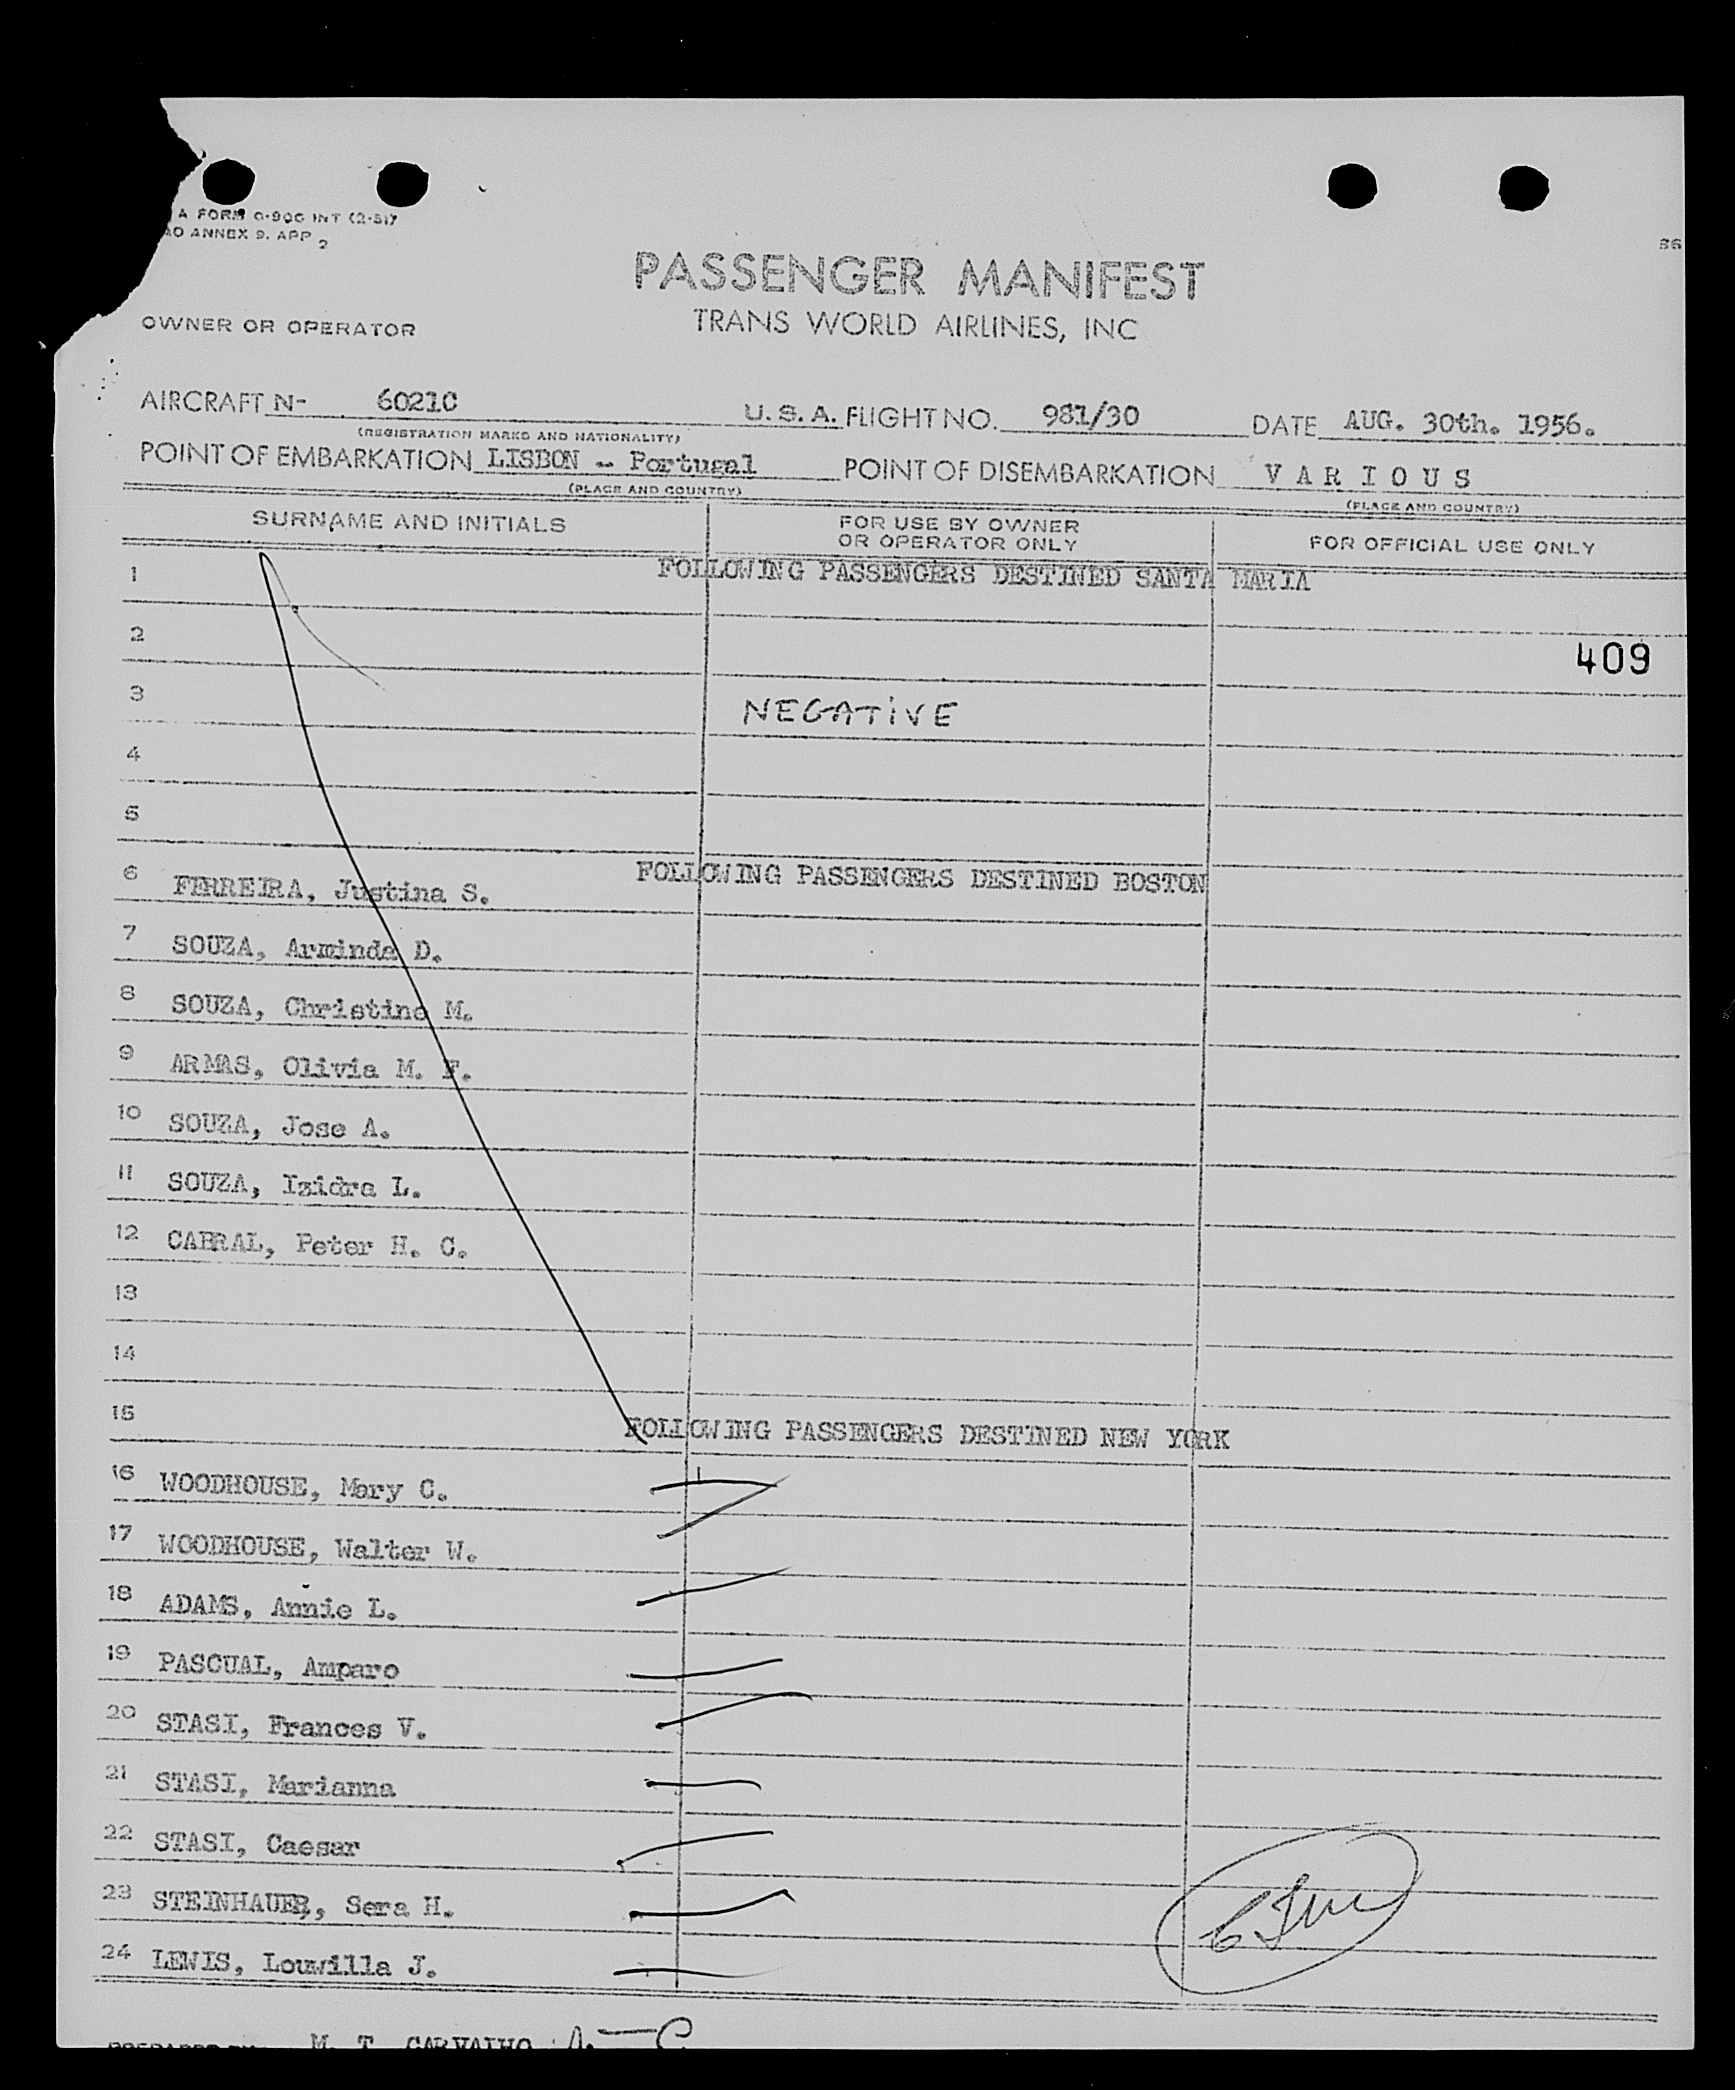 A FORM O-906 INT (2-51)
AO ANNEX 9. APP 2
86
PASSENGER MANIFEST
OWNER OR OPERATOR
TRANS WORLD AIRLINES, INC
AIRCRAFT N- 60210 U.S.A. FLIGHT NO. 981/30 DATE AUG. 30th. 1956.
(REGISTRATION MARKS AND NATIONALITY)
POINT OF EMBARKATION LISBON - Portugal POINT OF DISEMBARKATION VARIOUS
(PLACE AND COUNTRY) (PLACE AND COUNTRY)
SURNAME AND INITIALS FOR USE BY OWNER OR OPERATOR ONLY FOR OFFICIAL USE ONLY
1 FOLLOWING PASSENGERS DESTINED SANTA MARIA
2 409
3 NEGATIVE
4
5
6 FERREIRA, Justina S. FOLLOWING PASSENGERS DESTINED BOSTON
7 SOUZA, Arminda D.
8 SOUZA, Christine M.
9 ARMAS, Olivia M. F.
10 SOUZA, Jose A.
11 SOUZA, Izidra L.
12 CABRAL, Peter H. C.
13
14
15 FOLLOWING PASSENGERS DESTINED NEW YORK
16 WOODHOUSE, Mary C.
17 WOODHOUSE, Walter W.
18 ADAMS, Annie L.
19 PASCUAL, Amparo
20 STASI, Frances V.
21 STASI, Marianna
22 STASI, Caesar
23 STEINHAUER, Sera H.
24 LEWIS, Louwilla J.
PREPARED BY M. T. CARVALHO